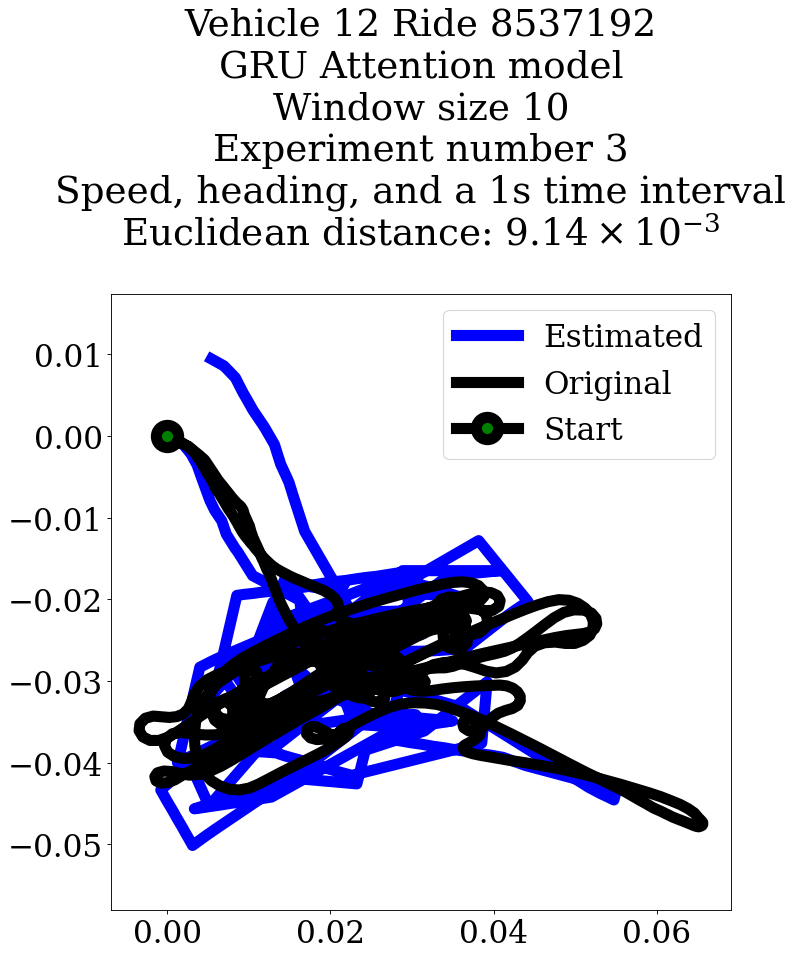 Vehicle 12 Ride 8537192
GRU Attention model
Window size 10
Experiment number 3
Speed, heading, and a 1s time interval
Euclidean distance: 9.14 × 10⁻³
Estimated
Original
Start
0.01
0.00
−0.01
−0.02
−0.03
−0.04
−0.05
0.00 0.02 0.04 0.06